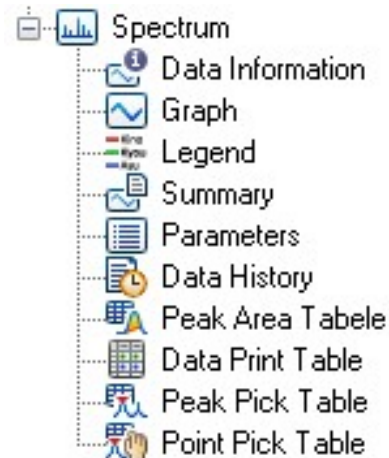 Spectrum
Data Information
Graph
Legend
Summary
Parameters
Data History
Peak Area Tabele
Data Print Table
Peak Pick Table
Point Pick Table